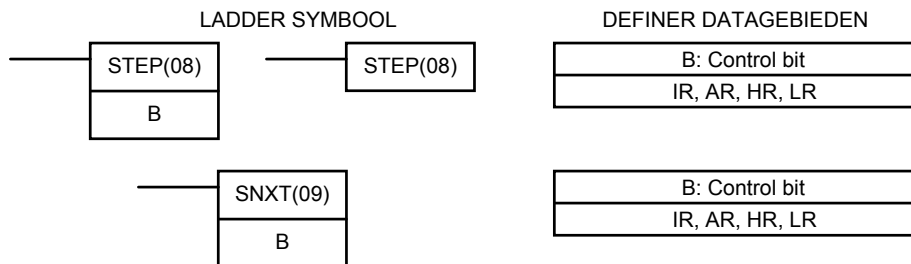 LADDER SYMBOOL DEFINER DATAGEBIEDEN
STEP(08) STEP(08) B: Control bit
B IR, AR, HR, LR
SNXT(09) B: Control bit
B IR, AR, HR, LR